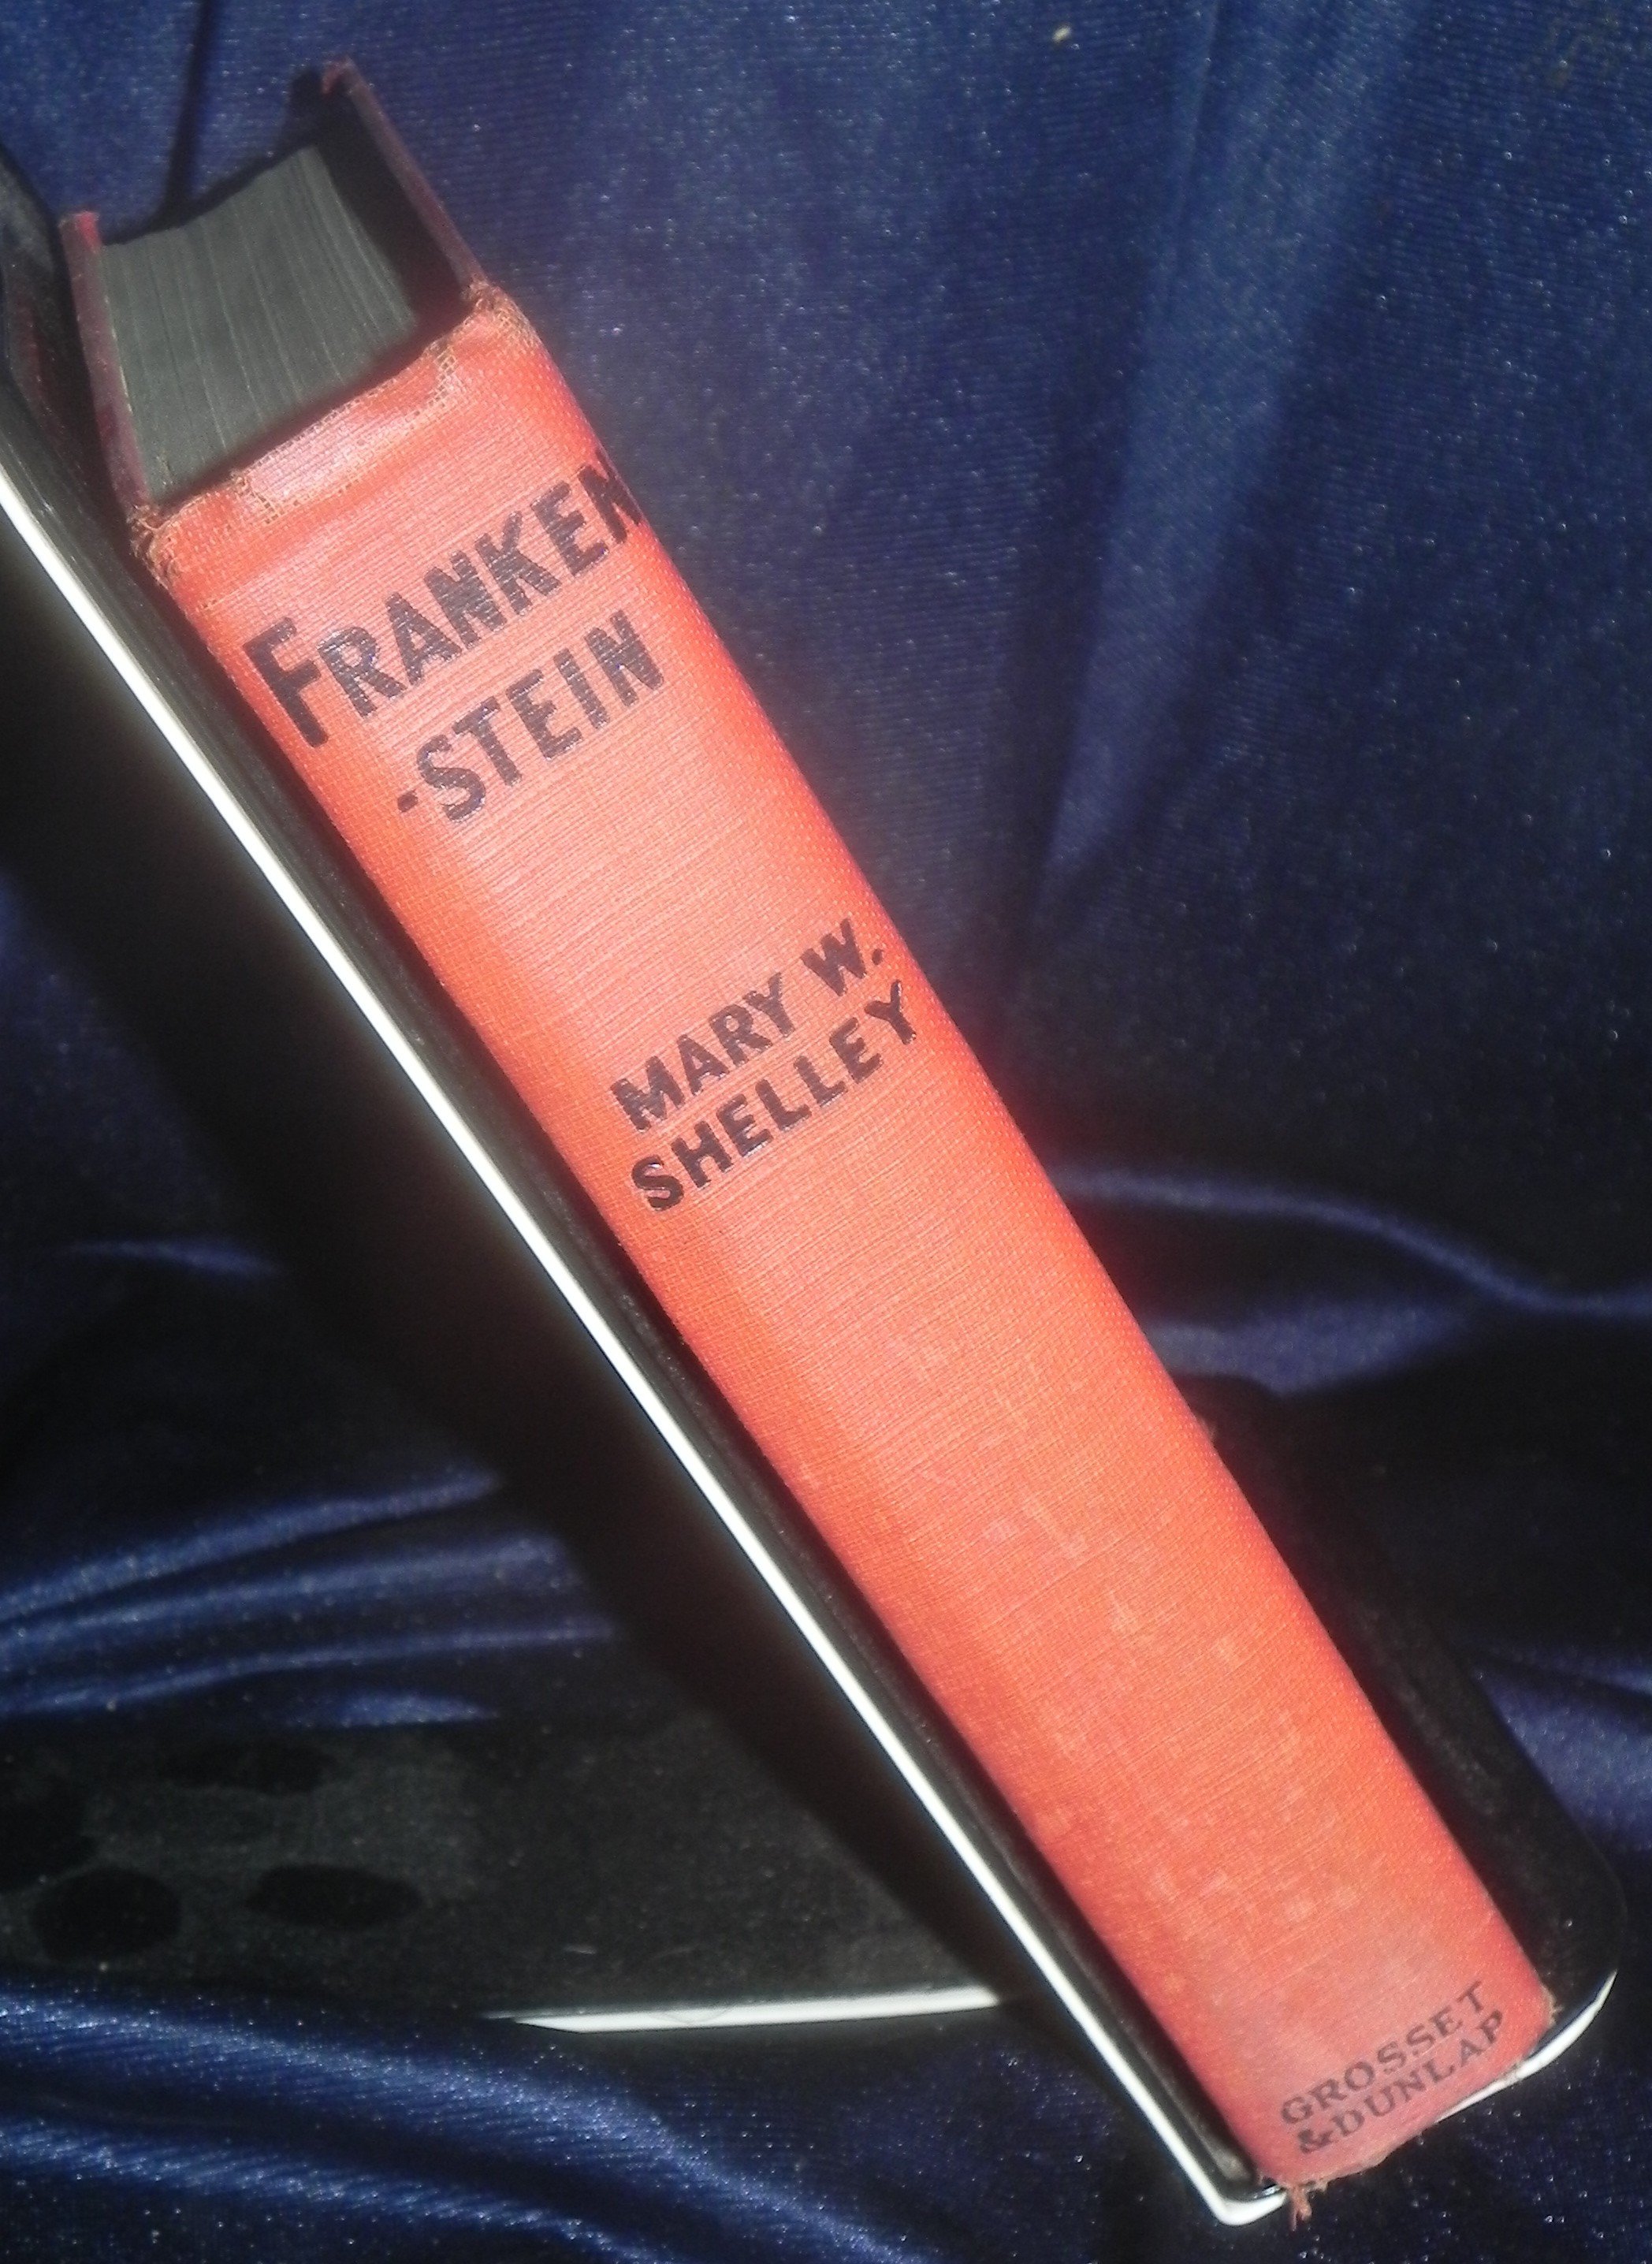 FRANKEN
-STEIN
MARY W.
SHELLEY
GROSSET
& DUNLAP